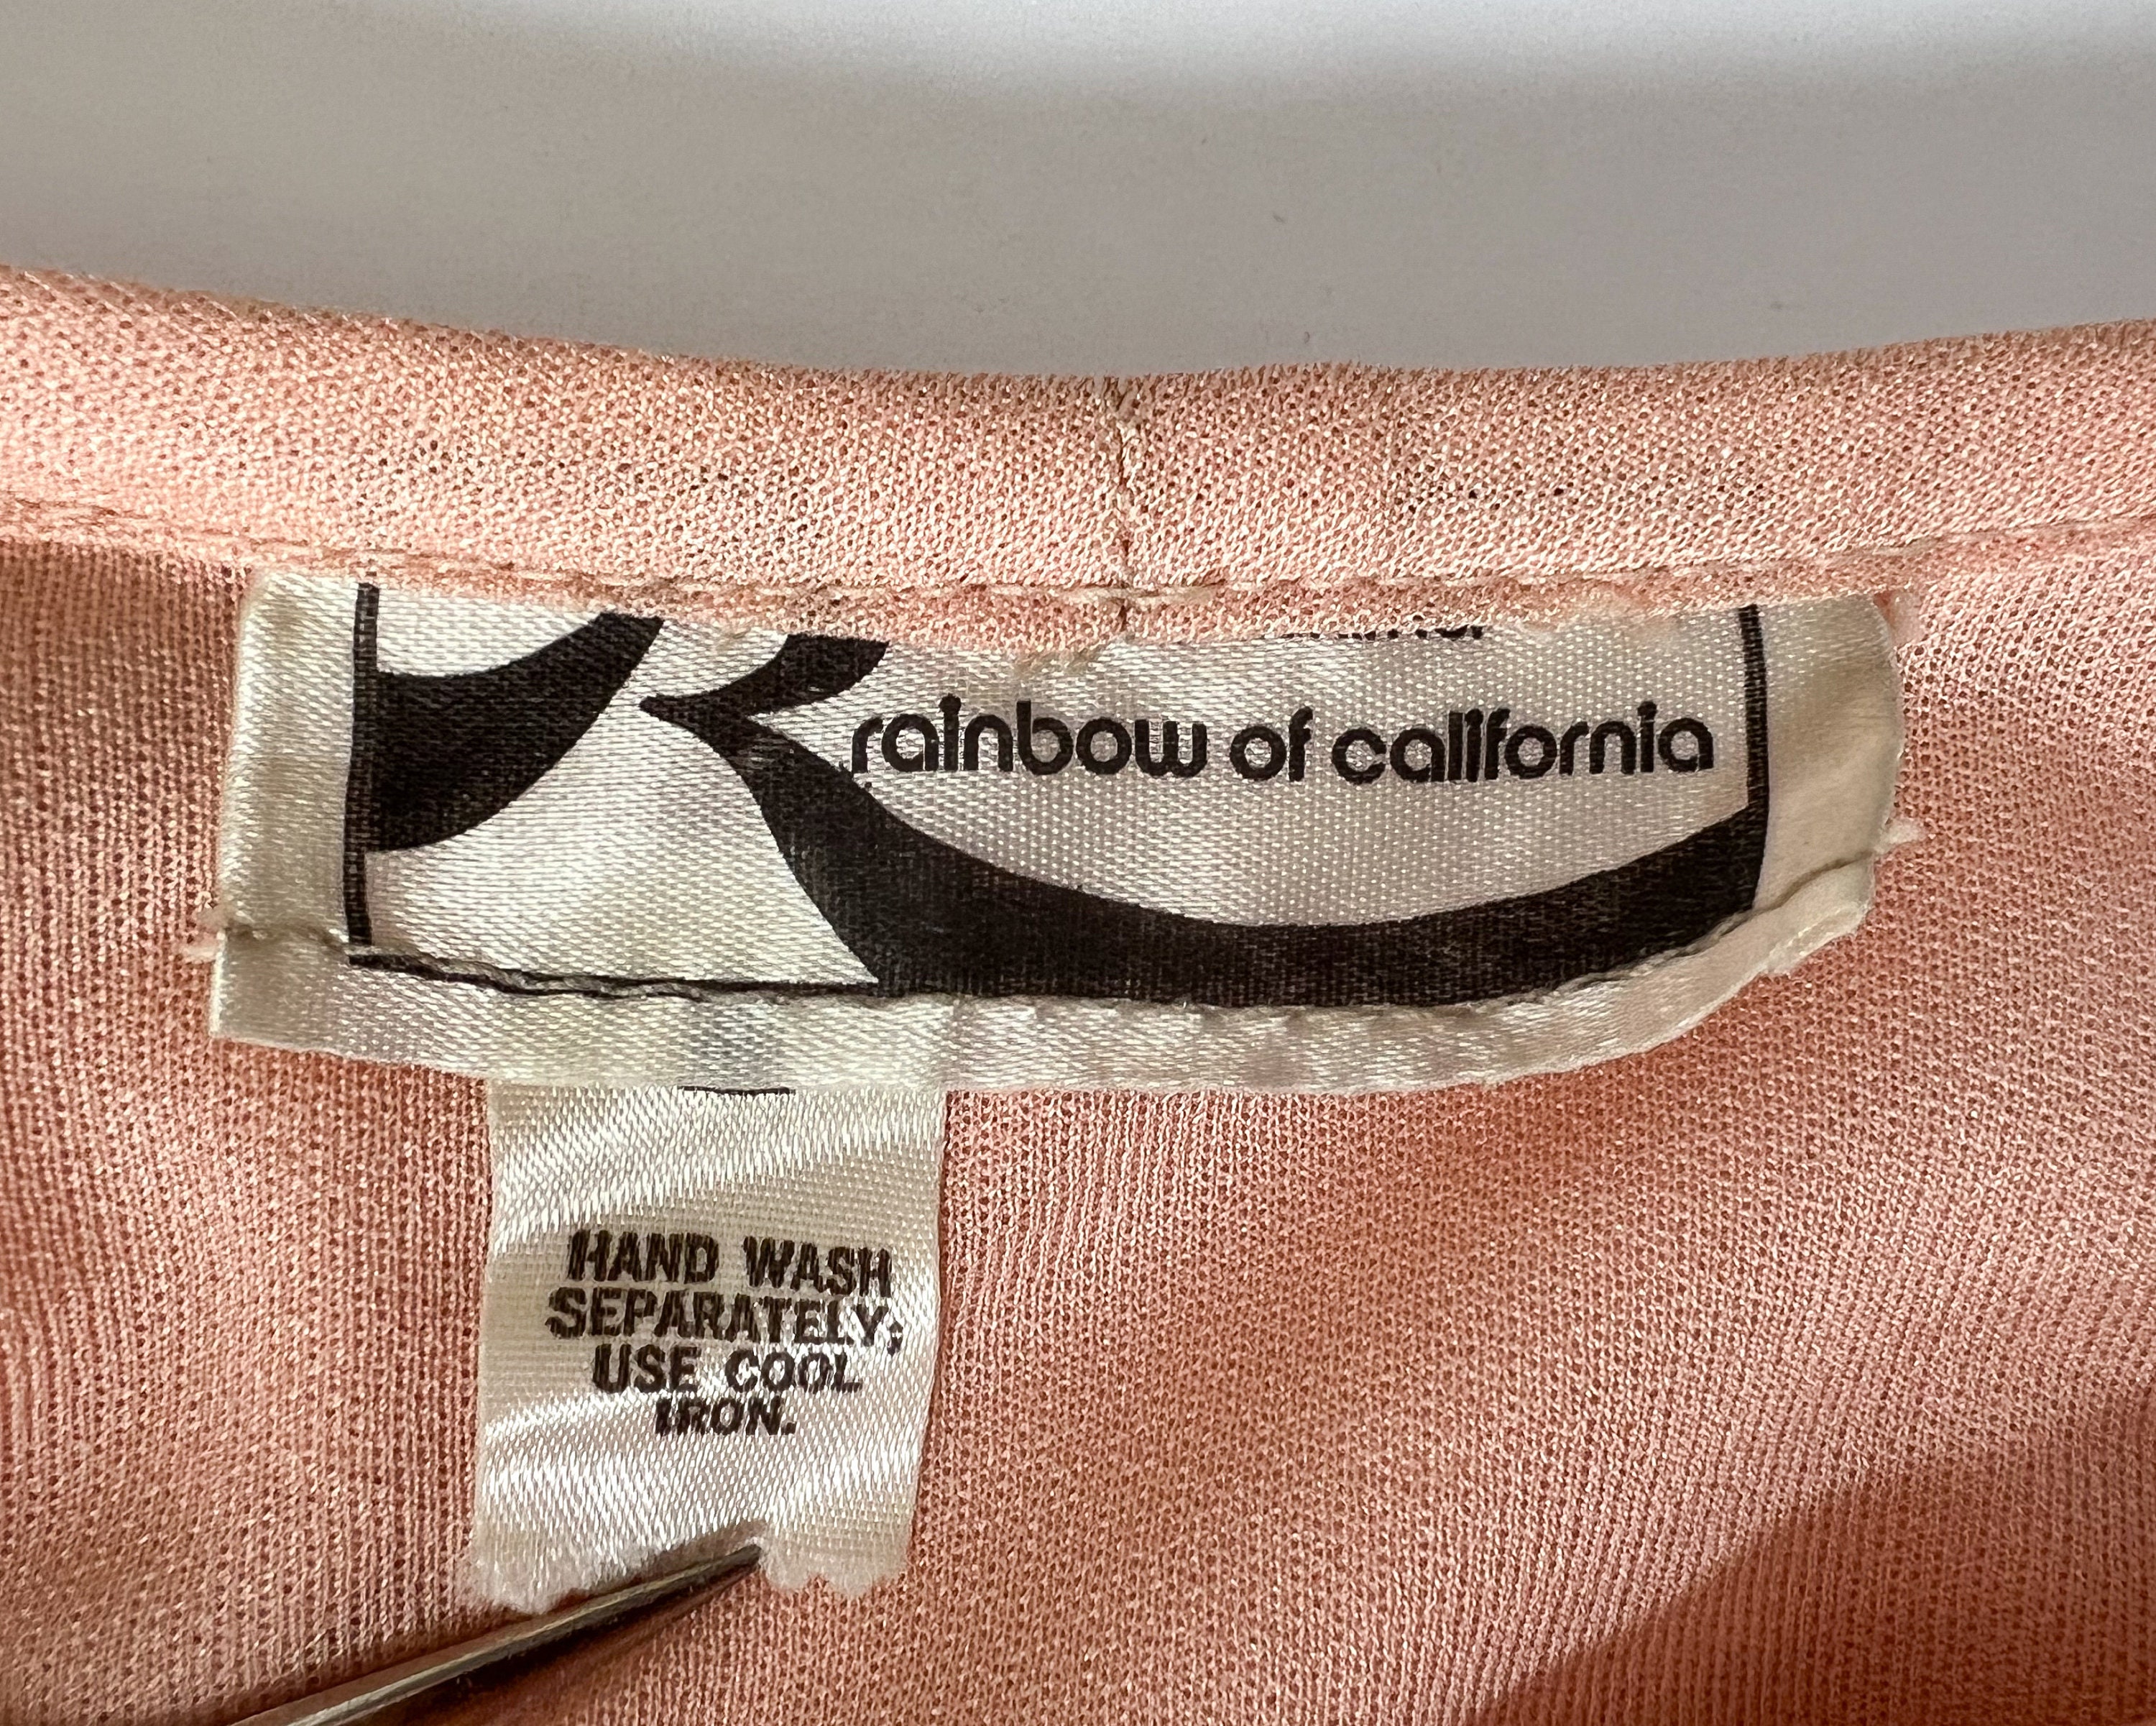 rainbow of california
HAND WASH
SEPARATELY;
USE COOL
IRON.